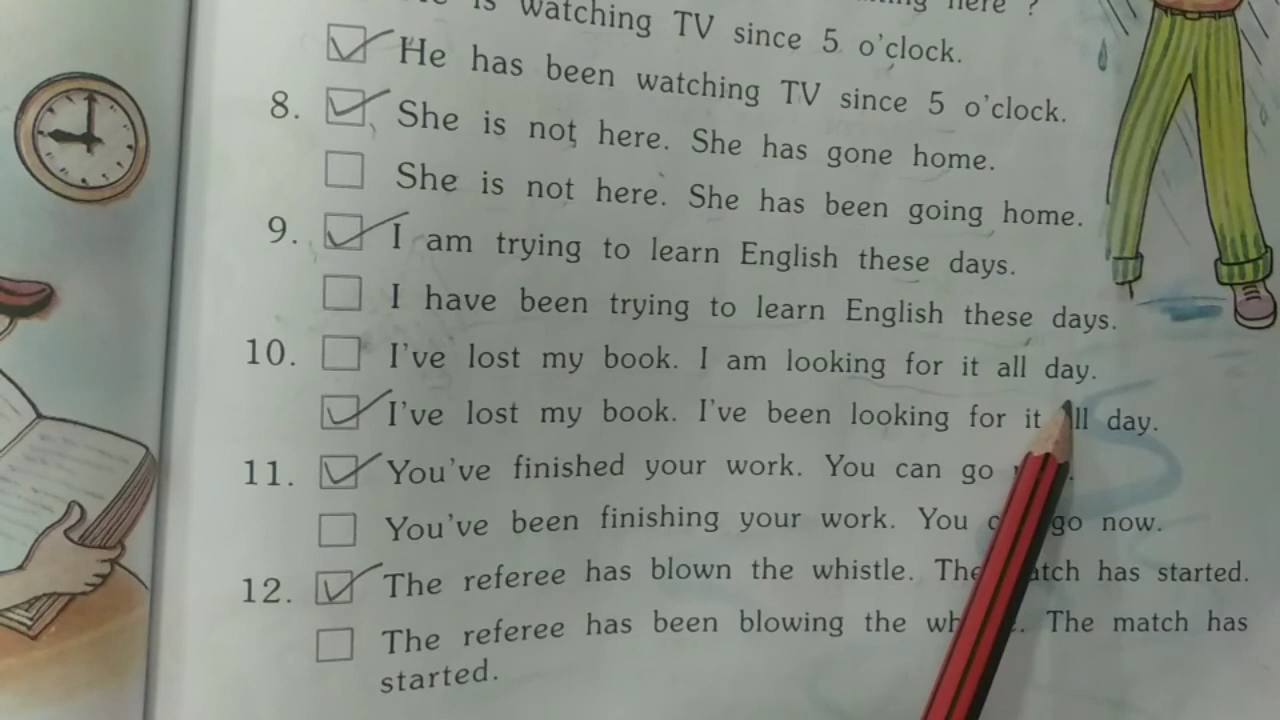 here ?
is watching TV since 5 o'clock.
He has been watching TV since 5 o'clock.
8. She is not here. She has gone home.
She is not here. She has been going home.
9. I am trying to learn English these days.
I have been trying to learn English these days.
10. I've lost my book. I am looking for it all day.
I've lost my book. I've been looking for it all day.
11. You've finished your work. You can go
You've been finishing your work. You go now.
12. The referee has blown the whistle. The match has started.
The referee has been blowing the The match has
started.